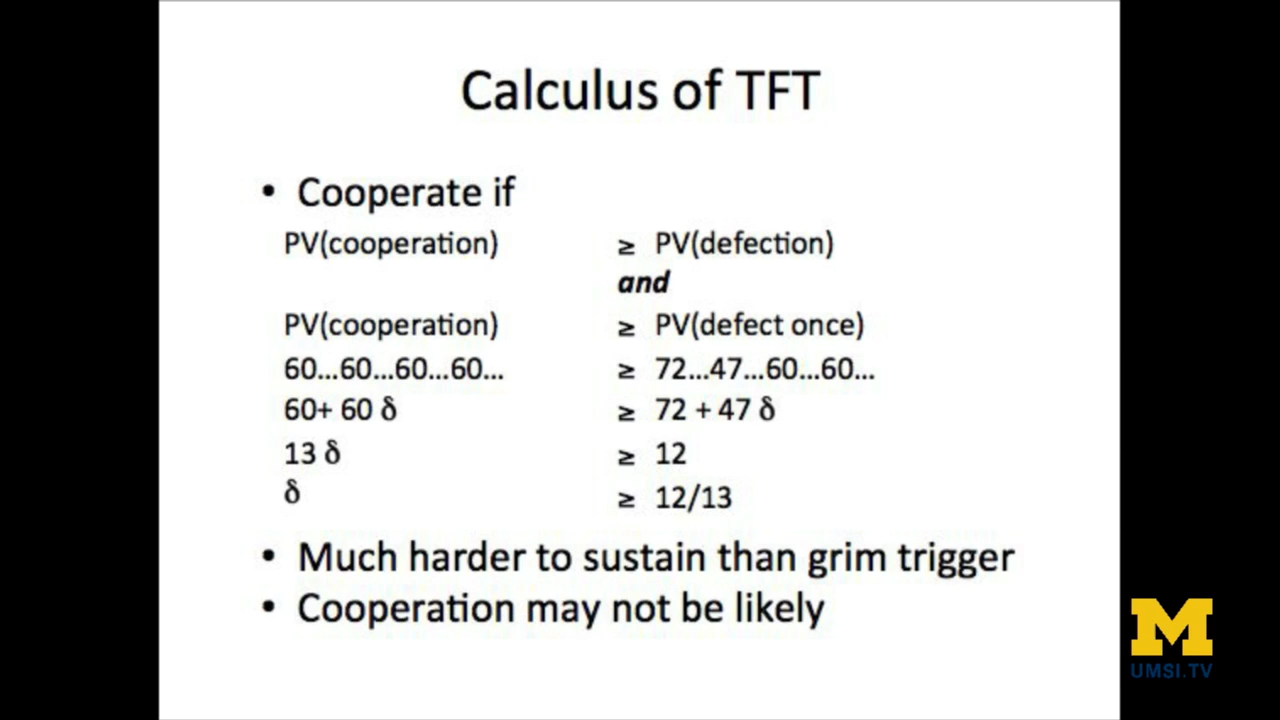 Calculus of TFT
• Cooperate if
PV(cooperation) ≥ PV(defection)
and
PV(cooperation) ≥ PV(defect once)
60...60...60...60... ≥ 72...47...60...60...
60+ 60 δ ≥ 72 + 47 δ
13 δ ≥ 12
δ ≥ 12/13
• Much harder to sustain than grim trigger
• Cooperation may not be likely
M
UMSI.TV